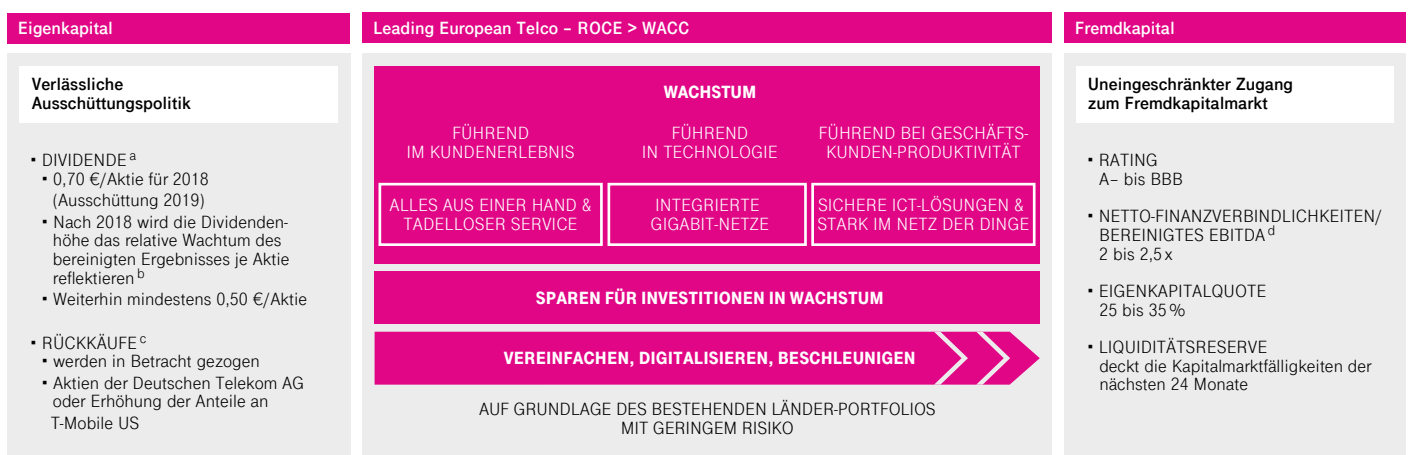 Eigenkapital
Verlässliche
Ausschüttungspolitik
▪ DIVIDENDE a
▪ 0,70 €/Aktie für 2018
(Ausschüttung 2019)
▪ Nach 2018 wird die Dividenden-
höhe das relative Wachtum des
bereinigten Ergebnisses je Aktie
reflektieren b
▪ Weiterhin mindestens 0,50 €/Aktie
▪ RÜCKKÄUFE c
▪ werden in Betracht gezogen
▪ Aktien der Deutschen Telekom AG
oder Erhöhung der Anteile an
T-Mobile US
Leading European Telco – ROCE > WACC
WACHSTUM
FÜHREND
IM KUNDENERLEBNIS
FÜHREND
IN TECHNOLOGIE
FÜHREND BEI GESCHÄFTS-
KUNDEN-PRODUKTIVITÄT
ALLES AUS EINER HAND &
TADELLOSER SERVICE
INTEGRIERTE
GIGABIT-NETZE
SICHERE ICT-LÖSUNGEN &
STARK IM NETZ DER DINGE
SPAREN FÜR INVESTITIONEN IN WACHSTUM
VEREINFACHEN, DIGITALISIEREN, BESCHLEUNIGEN
AUF GRUNDLAGE DES BESTEHENDEN LÄNDER-PORTFOLIOS
MIT GERINGEM RISIKO
Fremdkapital
Uneingeschränkter Zugang
zum Fremdkapitalmarkt
▪ RATING
A– bis BBB
▪ NETTO-FINANZVERBINDLICHKEITEN/
BEREINIGTES EBITDA d
2 bis 2,5 x
▪ EIGENKAPITALQUOTE
25 bis 35 %
▪ LIQUIDITÄTSRESERVE
deckt die Kapitalmarktfälligkeiten der
nächsten 24 Monate